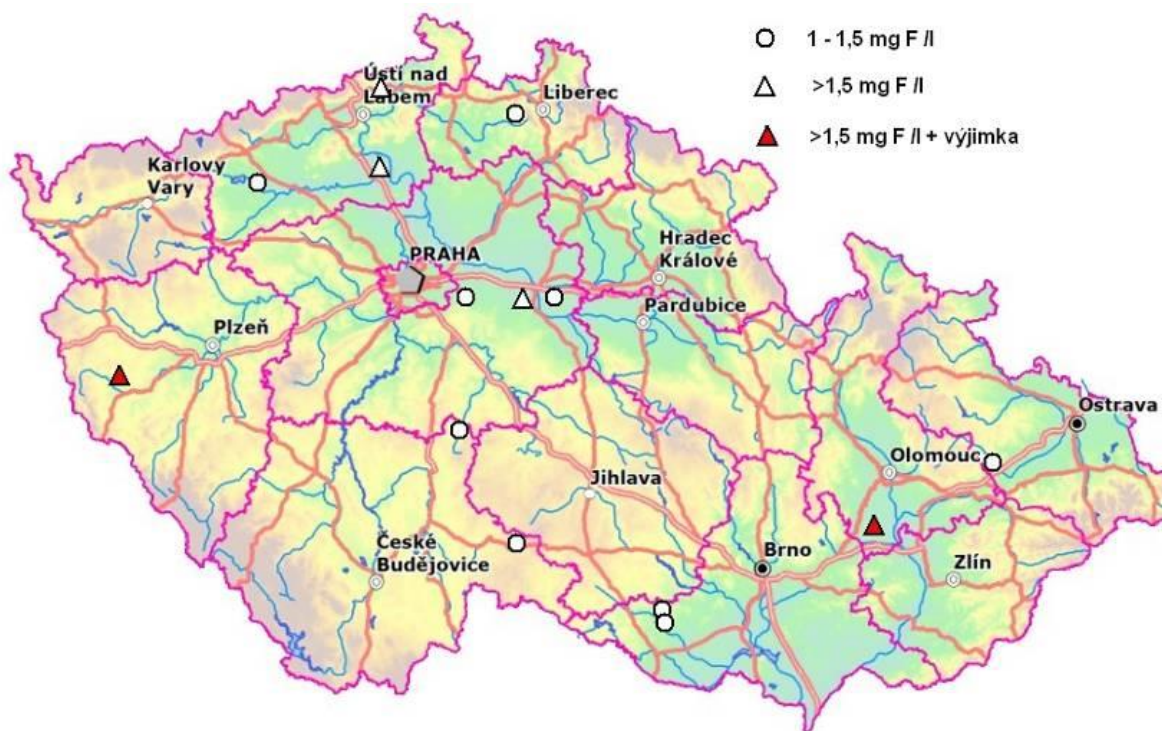 1 - 1,5 mg F /l
>1,5 mg F /l
>1,5 mg F /l + výjimka
Ústí nad
Labem
Liberec
Karlovy
Vary
PRAHA
Hradec
Králové
Pardubice
Plzeň
Ostrava
Olomouc
Jihlava
České
Budějovice
Brno
Zlín